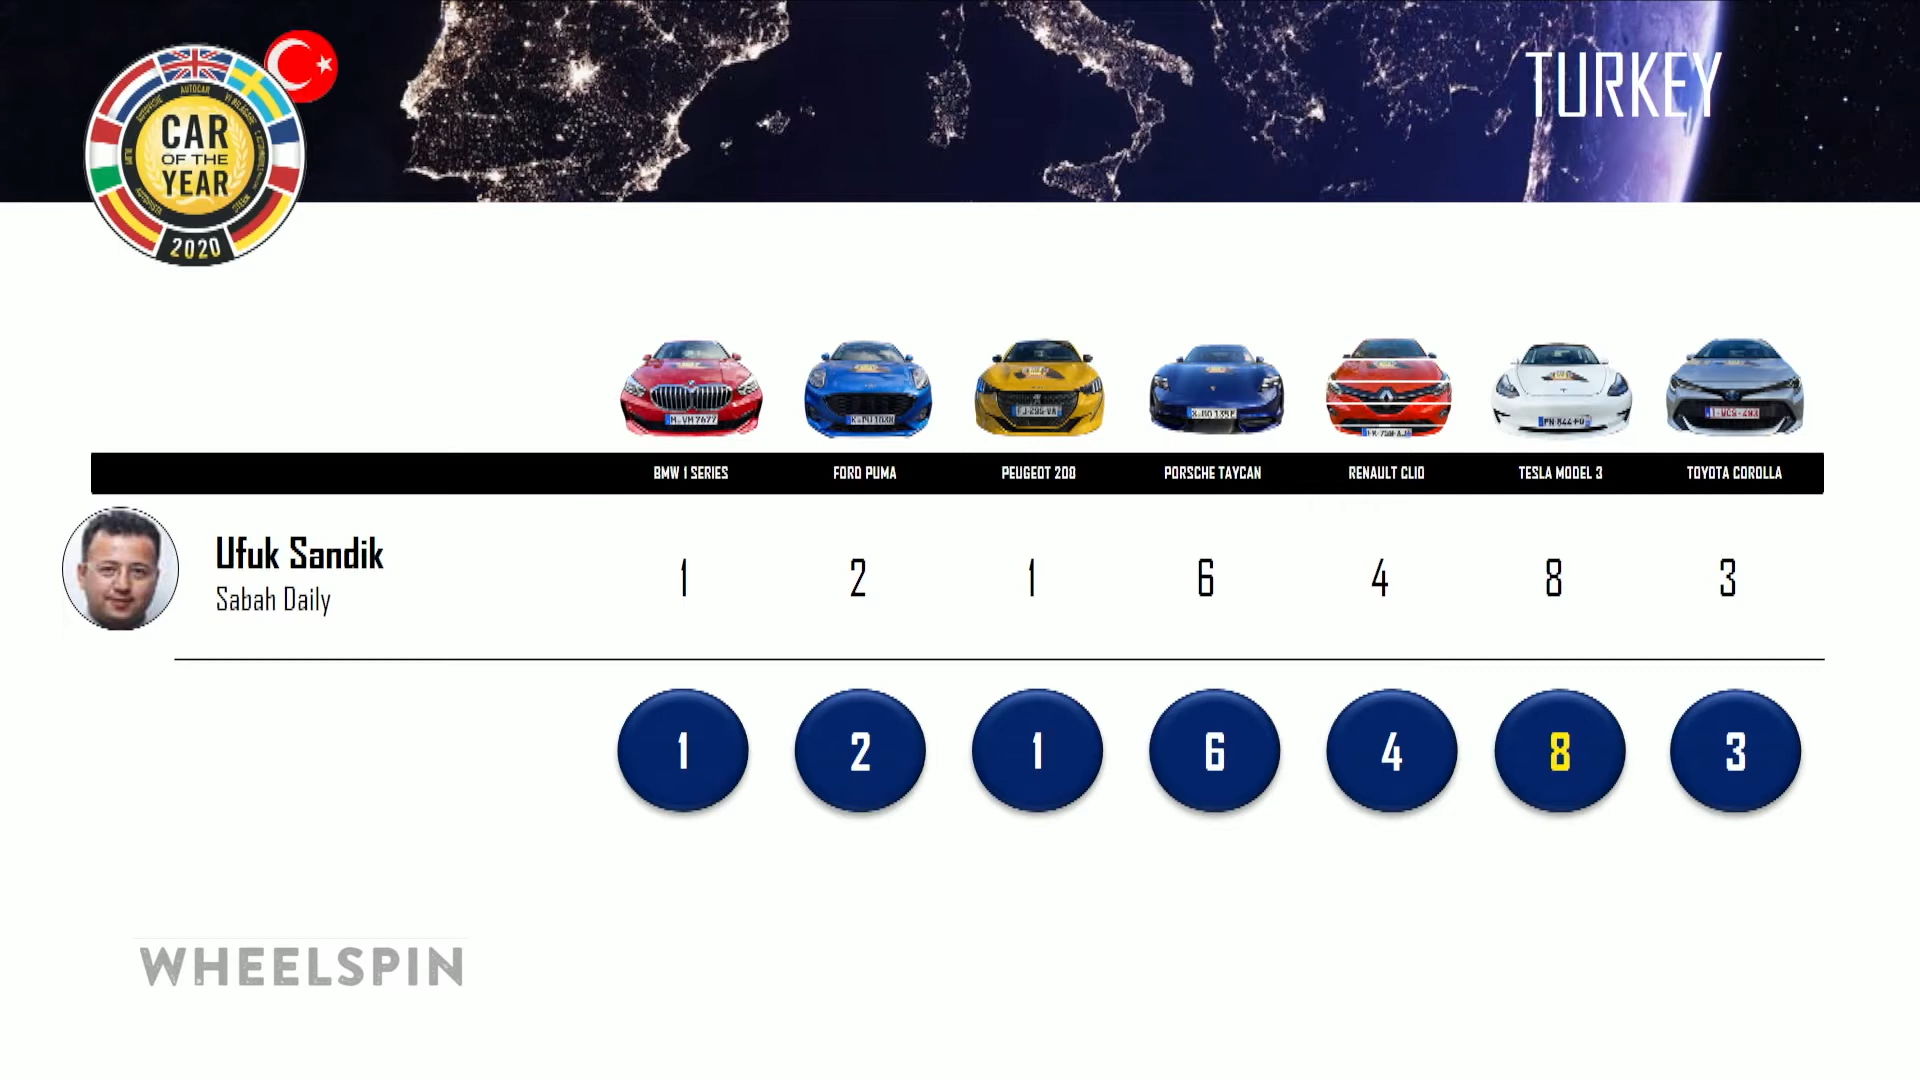 TURKEY
AUTOCAR
CAR
OF THE
YEAR
2020
BMW 1 SERIES
FORD PUMA
PEUGEOT 208
PORSCHE TAYCAN
RENAULT CLIO
TESLA MODEL 3
TOYOTA COROLLA
Ufuk Sandik
Sabah Daily
1 2 1 6 4 8 3
1 2 1 6 4 8 3
WHEELSPIN